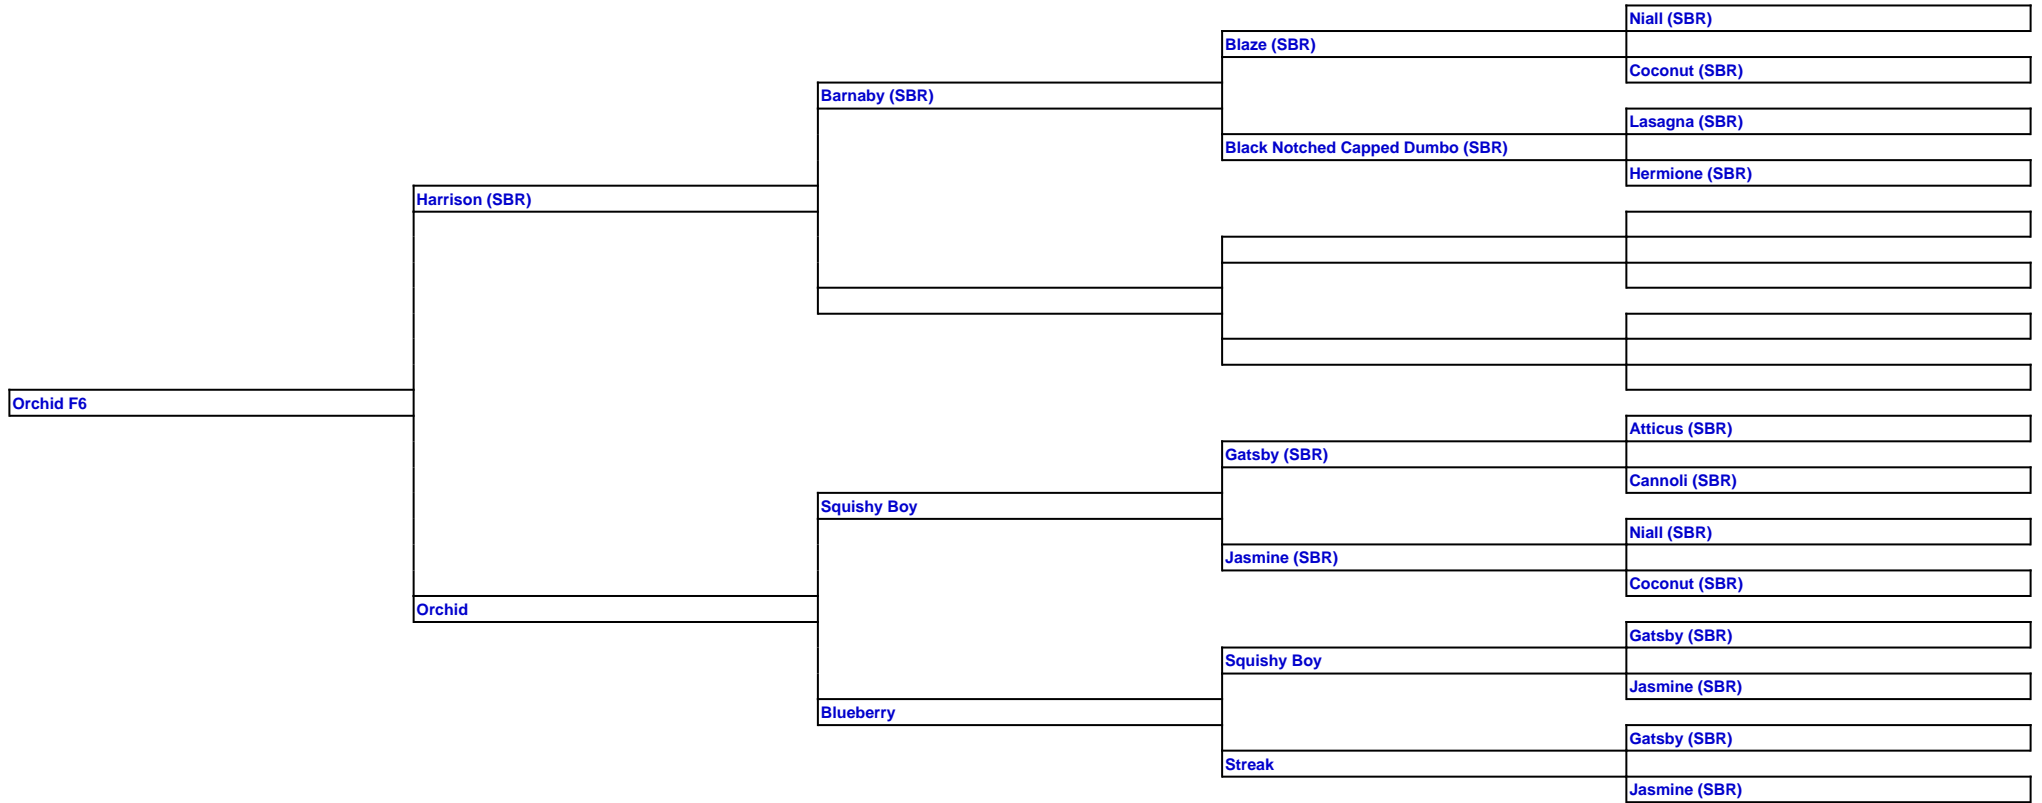 Niall (SBR)
Blaze (SBR)
Coconut (SBR)
Barnaby (SBR)
Lasagna (SBR)
Black Notched Capped Dumbo (SBR)
Hermione (SBR)
Harrison (SBR)
Orchid F6
Atticus (SBR)
Gatsby (SBR)
Cannoli (SBR)
Squishy Boy
Niall (SBR)
Jasmine (SBR)
Coconut (SBR)
Orchid
Gatsby (SBR)
Squishy Boy
Jasmine (SBR)
Blueberry
Gatsby (SBR)
Streak
Jasmine (SBR)